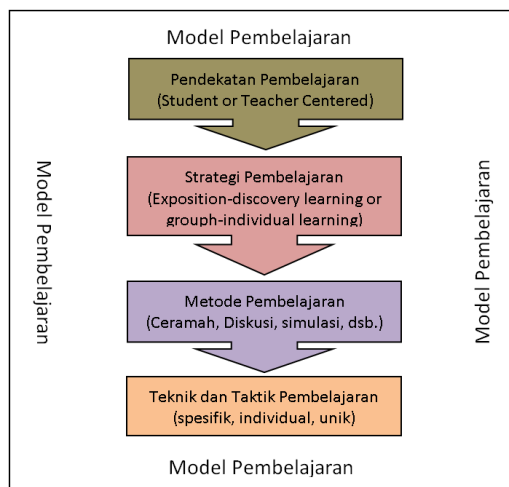 Model Pembelajaran
Pendekatan Pembelajaran
(Student or Teacher Centered)
Strategi Pembelajaran
(Exposition-discovery learning or
grouph-individual learning)
Model Pembelajaran
Model Pembelajaran
Metode Pembelajaran
(Ceramah, Diskusi, simulasi, dsb.)
Teknik dan Taktik Pembelajaran
(spesifik, individual, unik)
Model Pembelajaran